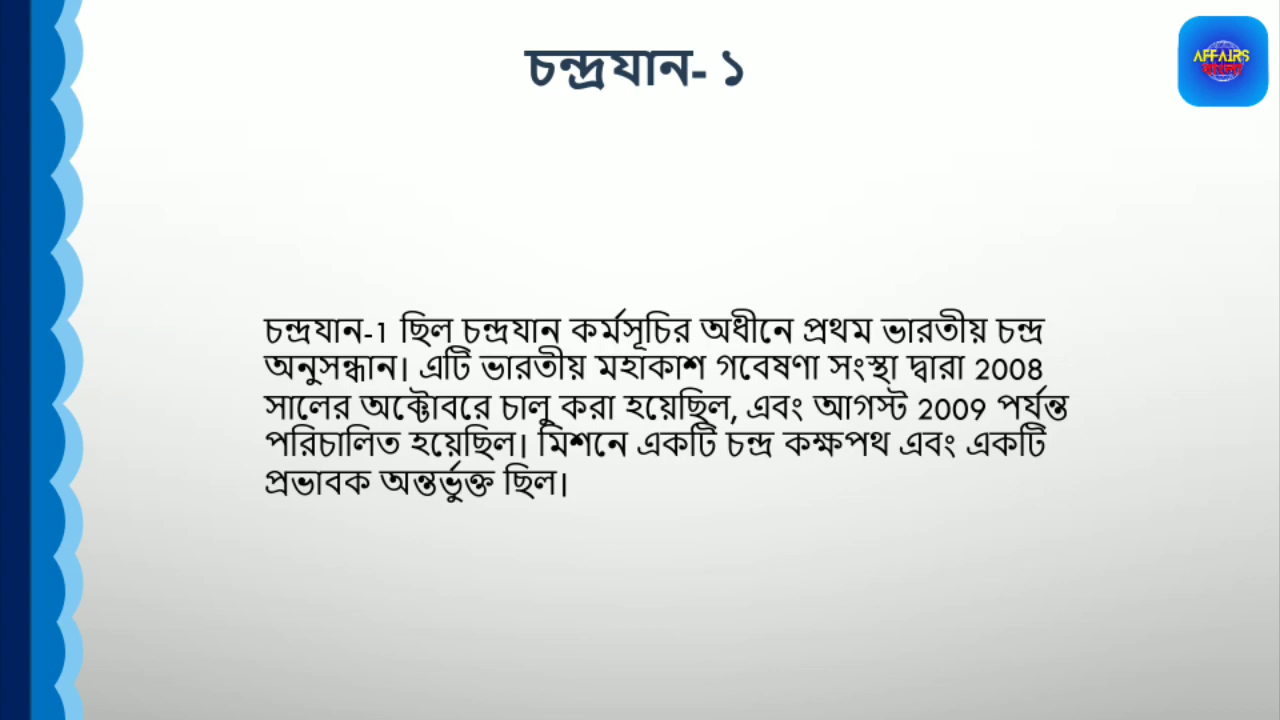 চন্দ্রযান- ১
AFFAIRS
বাংলা
চন্দ্রযান-1 ছিল চন্দ্রযান কর্মসূচির অধীনে প্রথম ভারতীয় চন্দ্র
অনুসন্ধান। এটি ভারতীয় মহাকাশ গবেষণা সংস্থা দ্বারা 2008
সালের অক্টোবরে চালু করা হয়েছিল, এবং আগস্ট 2009 পর্যন্ত
পরিচালিত হয়েছিল। মিশনে একটি চন্দ্র কক্ষপথ এবং একটি
প্রভাবক অন্তর্ভুক্ত ছিল।